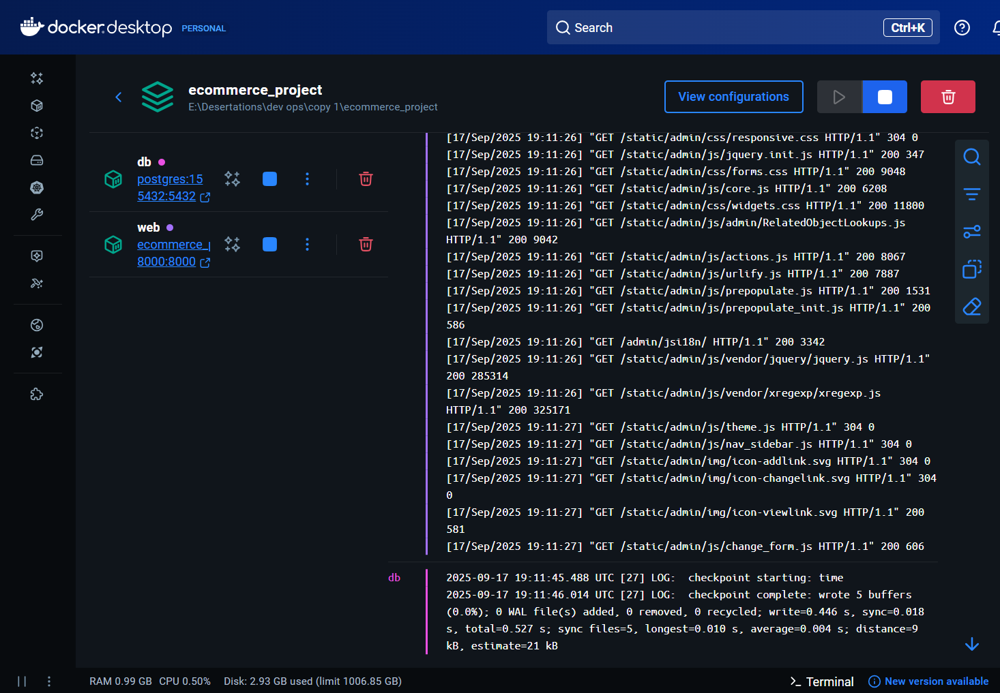 docker.desktop PERSONAL
Search
Ctrl+K
ecommerce_project
E:\Desertations\dev ops\copy 1\ecommerce_project
View configurations
db
postgres:15
5432:5432
web
ecommerce_
8000:8000
[17/Sep/2025 19:11:26] "GET /static/admin/css/responsive.css HTTP/1.1" 304 0
[17/Sep/2025 19:11:26] "GET /static/admin/js/jquery.init.js HTTP/1.1" 200 347
[17/Sep/2025 19:11:26] "GET /static/admin/css/forms.css HTTP/1.1" 200 9048
[17/Sep/2025 19:11:26] "GET /static/admin/js/core.js HTTP/1.1" 200 6208
[17/Sep/2025 19:11:26] "GET /static/admin/css/widgets.css HTTP/1.1" 200 11800
[17/Sep/2025 19:11:26] "GET /static/admin/js/admin/RelatedObjectLookups.js
HTTP/1.1" 200 9042
[17/Sep/2025 19:11:26] "GET /static/admin/js/actions.js HTTP/1.1" 200 8067
[17/Sep/2025 19:11:26] "GET /static/admin/js/urlify.js HTTP/1.1" 200 7887
[17/Sep/2025 19:11:26] "GET /static/admin/js/prepopulate.js HTTP/1.1" 200 1531
[17/Sep/2025 19:11:26] "GET /static/admin/js/prepopulate_init.js HTTP/1.1" 200
586
[17/Sep/2025 19:11:26] "GET /admin/jsi18n/ HTTP/1.1" 200 3342
[17/Sep/2025 19:11:26] "GET /static/admin/js/vendor/jquery/jquery.js HTTP/1.1"
200 285314
[17/Sep/2025 19:11:26] "GET /static/admin/js/vendor/xregexp/xregexp.js
HTTP/1.1" 200 325171
[17/Sep/2025 19:11:27] "GET /static/admin/js/theme.js HTTP/1.1" 304 0
[17/Sep/2025 19:11:27] "GET /static/admin/js/nav_sidebar.js HTTP/1.1" 304 0
[17/Sep/2025 19:11:27] "GET /static/admin/img/icon-addlink.svg HTTP/1.1" 304 0
[17/Sep/2025 19:11:27] "GET /static/admin/img/icon-changelink.svg HTTP/1.1" 304
0
[17/Sep/2025 19:11:27] "GET /static/admin/img/icon-viewlink.svg HTTP/1.1" 200
581
[17/Sep/2025 19:11:27] "GET /static/admin/js/change_form.js HTTP/1.1" 200 606
db
2025-09-17 19:11:45.488 UTC [27] LOG:  checkpoint starting: time
2025-09-17 19:11:46.014 UTC [27] LOG:  checkpoint complete: wrote 5 buffers
(0.0%); 0 WAL file(s) added, 0 removed, 0 recycled; write=0.446 s, sync=0.018
s, total=0.527 s; sync files=5, longest=0.010 s, average=0.004 s; distance=9
kB, estimate=21 kB
RAM 0.99 GB CPU 0.50% Disk: 2.93 GB used (limit 1006.85 GB)
Terminal
New version available